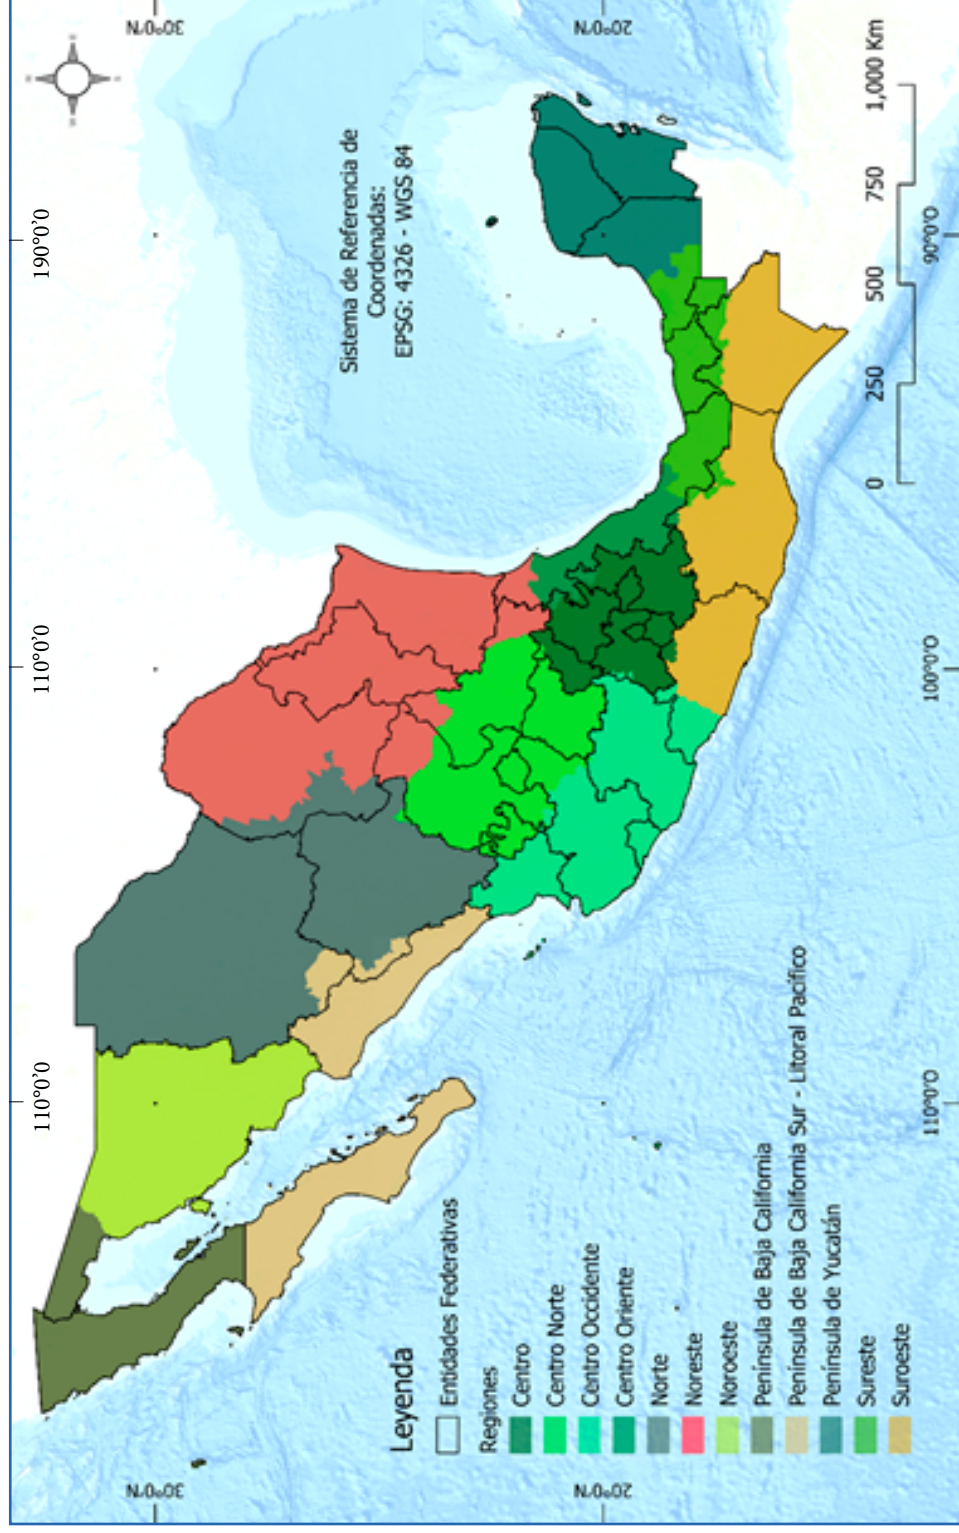 110°0'0
110°0'0
190°0'0
30°0'N
30°0'N
Sistema de Referencia de
Coordenadas:
EPSG: 4326 - WGS 84
20°0'N
20°0'N
Leyenda
Entidades Federativas
Regiones
Centro
Centro Norte
Centro Occidente
Centro Oriente
Norte
Noreste
Noroeste
Península de Baja California
Península de Baja California Sur - Litoral Pacífico
Península de Yucatán
Sureste
Suroeste
0 250 500 750 1,000 Km
110°0'O
100°0'O
90°0'O